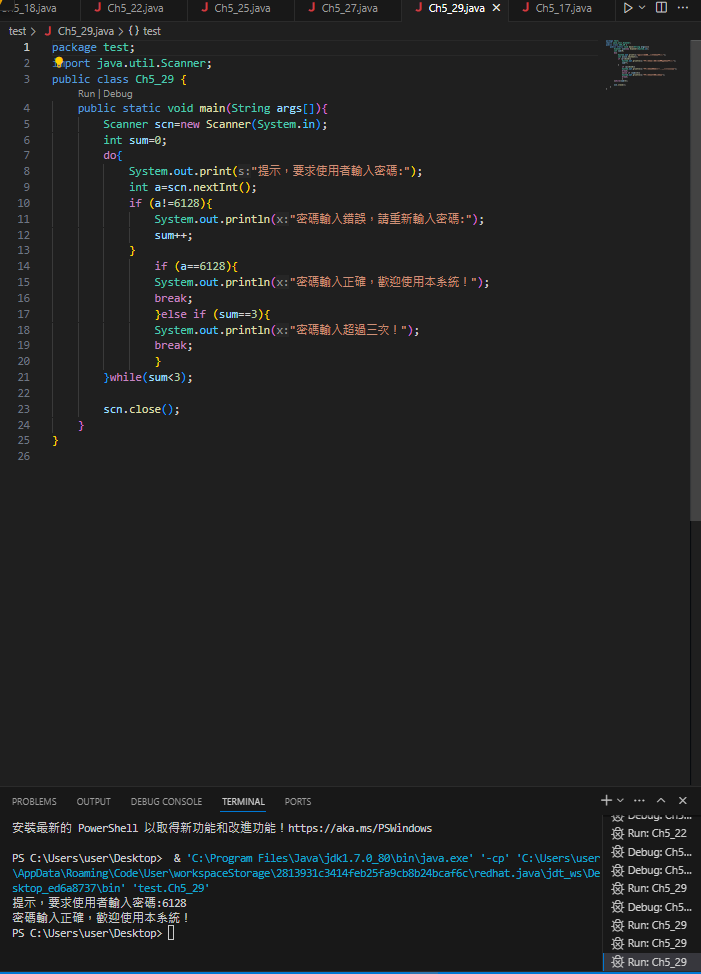 5_18.java Ch5_22.java Ch5_25.java Ch5_27.java Ch5_29.java Ch5_17.java
test > Ch5_29.java > {} test
1 package test;
2 import java.util.Scanner;
3 public class Ch5_29 {
Run | Debug
4 public static void main(String args[]){
5 Scanner scn=new Scanner(System.in);
6 int sum=0;
7 do{
8 System.out.print(s:"提示，要求使用者輸入密碼:");
9 int a=scn.nextInt();
10 if (a!=6128){
11 System.out.println(x:"密碼輸入錯誤，請重新輸入密碼:");
12 sum++;
13 }
14 if (a==6128){
15 System.out.println(x:"密碼輸入正確，歡迎使用本系統！");
16 break;
17 }else if (sum==3){
18 System.out.println(x:"密碼輸入超過三次！");
19 break;
20 }
21 }while(sum<3);
22
23 scn.close();
24 }
25 }
26
PROBLEMS OUTPUT DEBUG CONSOLE TERMINAL PORTS
安裝最新的 PowerShell 以取得新功能和改進功能！https://aka.ms/PSWindows
PS C:\Users\user\Desktop> & 'C:\Program Files\Java\jdk1.7.0_80\bin\java.exe' '-cp' 'C:\Users\user
\AppData\Roaming\Code\User\workspaceStorage\2813931c3414feb25fa9cb8b24bcaf6c\redhat.java\jdt_ws\De
sktop_ed6a8737\bin' 'test.Ch5_29'
提示，要求使用者輸入密碼:6128
密碼輸入正確，歡迎使用本系統！
PS C:\Users\user\Desktop>
Debug: Ch5...
Run: Ch5_22
Debug: Ch5...
Debug: Ch5...
Run: Ch5_29
Debug: Ch5...
Run: Ch5_29
Run: Ch5_29
Run: Ch5_29